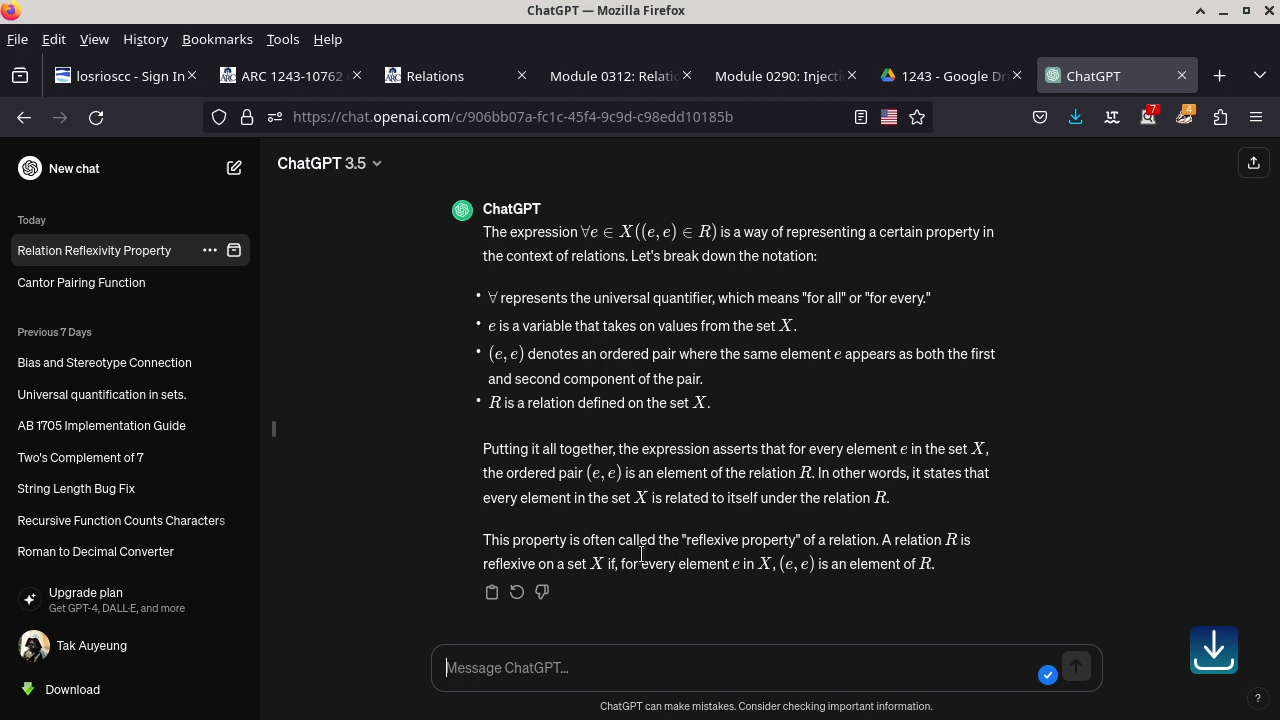 ChatGPT — Mozilla Firefox
File Edit View History Bookmarks Tools Help
losrioscc - Sign In ARC 1243-10762 Relations Module 0312: Relati Module 0290: Injecti 1243 - Google Dri ChatGPT
https://chat.openai.com/c/906bb07a-fc1c-45f4-9c9d-c98edd10185b
7
4
New chat
Today
Relation Reflexivity Property
Cantor Pairing Function
Previous 7 Days
Bias and Stereotype Connection
Universal quantification in sets.
AB 1705 Implementation Guide
Two's Complement of 7
String Length Bug Fix
Recursive Function Counts Characters
Roman to Decimal Converter
Upgrade plan
Get GPT-4, DALL·E, and more
Tak Auyeung
Download
ChatGPT 3.5
ChatGPT
The expression ∀e ∈ X((e, e) ∈ R) is a way of representing a certain property in
the context of relations. Let's break down the notation:
• ∀ represents the universal quantifier, which means "for all" or "for every."
• e is a variable that takes on values from the set X.
• (e, e) denotes an ordered pair where the same element e appears as both the first
and second component of the pair.
• R is a relation defined on the set X.
Putting it all together, the expression asserts that for every element e in the set X,
the ordered pair (e, e) is an element of the relation R. In other words, it states that
every element in the set X is related to itself under the relation R.
This property is often called the "reflexive property" of a relation. A relation R is
reflexive on a set X if, for every element e in X, (e, e) is an element of R.
Message ChatGPT...
ChatGPT can make mistakes. Consider checking important information.
?